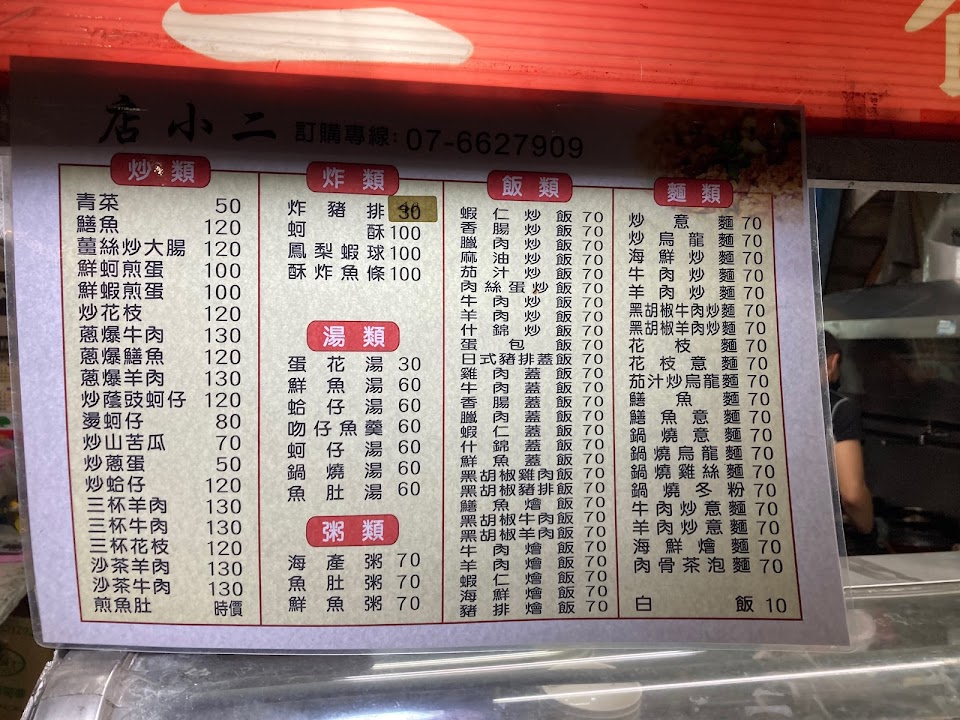 店小二 訂購專線: 07-6627909
炒類
青菜 50
鱔魚 120
薑絲炒大腸 120
鮮蚵煎蛋 100
鮮蝦煎蛋 100
炒花枝 120
蔥爆牛肉 130
蔥爆鱔魚 120
蔥爆羊肉 130
炒蔭豉蚵仔 120
燙蚵仔 80
炒山苦瓜 70
炒蔥蛋 50
炒蛤仔 120
三杯羊肉 130
三杯牛肉 130
三杯花枝 120
沙茶羊肉 130
沙茶牛肉 130
煎魚肚 時價
炸類
炸豬排 30
蚵酥 100
鳳梨蝦球 100
酥炸魚條 100
湯類
蛋花湯 30
鮮魚湯 60
蛤仔湯 60
吻仔魚羹 60
蚵仔湯 60
鍋燒湯 60
魚肚湯 60
粥類
海產粥 70
魚肚粥 70
鮮魚粥 70
飯類
蝦仁炒飯 70
香腸炒飯 70
臘肉炒飯 70
麻油炒飯 70
茄汁炒飯 70
肉絲蛋炒飯 70
牛肉炒飯 70
羊肉炒飯 70
什錦炒飯 70
蛋包飯 70
日式豬排蓋飯 70
雞肉蓋飯 70
牛肉蓋飯 70
香腸蓋飯 70
臘肉蓋飯 70
蝦仁蓋飯 70
什錦蓋飯 70
鮮魚蓋飯 70
黑胡椒雞肉飯 70
黑胡椒豬排飯 70
鱔魚燴飯 70
黑胡椒牛肉飯 70
黑胡椒羊肉飯 70
牛肉燴飯 70
羊肉燴飯 70
蝦仁燴飯 70
海鮮燴飯 70
豬排燴飯 70
麵類
炒意麵 70
炒烏龍麵 70
海鮮炒麵 70
牛肉炒麵 70
羊肉炒麵 70
黑胡椒牛肉炒麵 70
黑胡椒羊肉炒麵 70
花枝麵 70
花枝意麵 70
茄汁炒烏龍麵 70
鱔魚麵 70
鱔魚意麵 70
鍋燒意麵 70
鍋燒烏龍麵 70
鍋燒雞絲麵 70
鍋燒冬粉 70
牛肉炒意麵 70
羊肉炒意麵 70
海鮮燴麵 70
肉骨茶泡麵 70
白飯 10